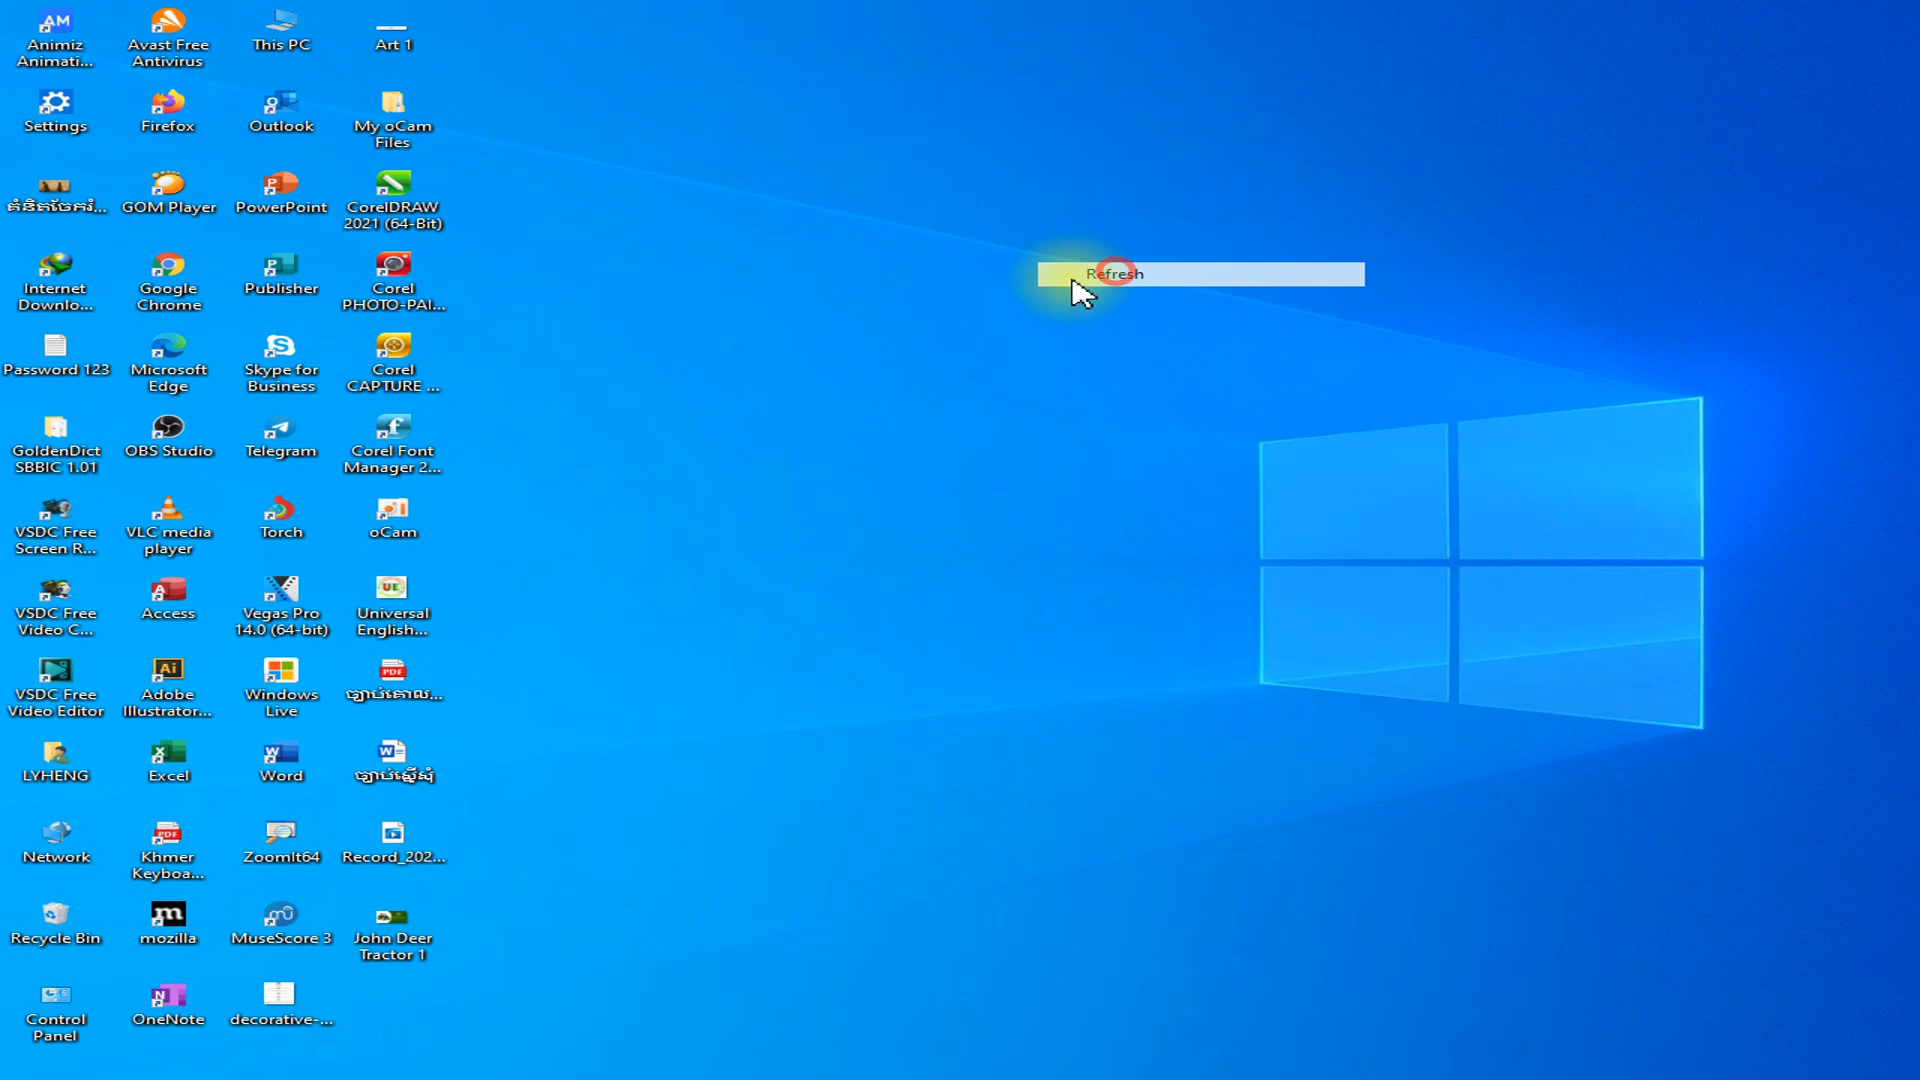 Animiz
Animati...
Avast Free
Antivirus
This PC
Art 1
Settings
Firefox
Outlook
My oCam
Files
គំនិតចែករំ...
GOM Player
PowerPoint
CorelDRAW
2021 (64-Bit)
Refresh
Internet
Downlo...
Google
Chrome
Publisher
Corel
PHOTO-PAI...
Password 123
Microsoft
Edge
Skype for
Business
Corel
CAPTURE ...
GoldenDict
SBBIC 1.01
OBS Studio
Telegram
Corel Font
Manager 2...
VSDC Free
Screen R...
VLC media
player
Torch
oCam
VSDC Free
Video C...
Access
Vegas Pro
14.0 (64-bit)
Universal
English...
VSDC Free
Video Editor
Adobe
Illustrator...
Windows
Live
ច្បាប់គោល...
LYHENG
Excel
Word
ច្បាប់ស្នើសុំ
Network
Khmer
Keyboa...
ZoomIt64
Record_202...
Recycle Bin
mozilla
MuseScore 3
John Deer
Tractor 1
Control
Panel
OneNote
decorative-...